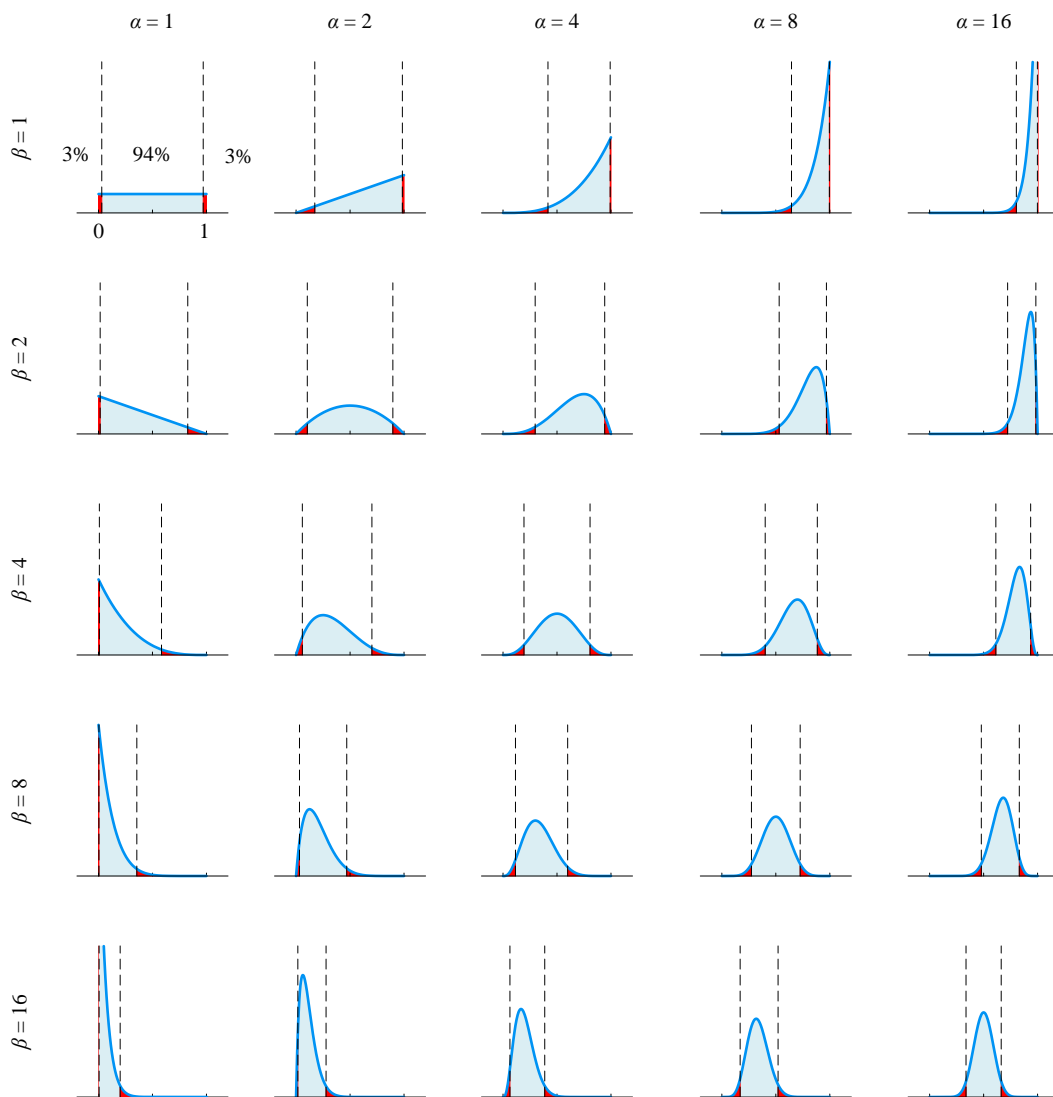 α = 1 α = 2 α = 4 α = 8 α = 16
β = 1
3% 94% 3%
0 1
β = 2
β = 4
β = 8
β = 16